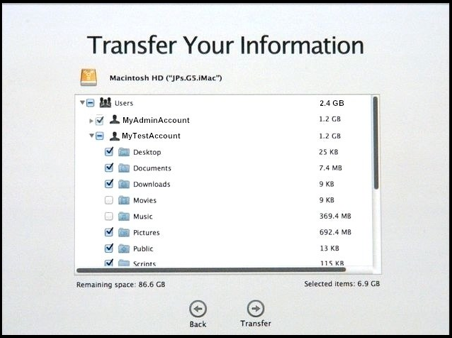 Transfer Your Information
Macintosh HD ("JPs.G5.iMac")
Users 2.4 GB
MyAdminAccount 1.2 GB
MyTestAccount 1.2 GB
Desktop 25 KB
Documents 7.4 MB
Downloads 9 KB
Movies 9 KB
Music 369.4 MB
Pictures 692.4 MB
Public 13 KB
Scripts 115 KB
Remaining space: 86.6 GB Selected items: 6.9 GB
Back Transfer